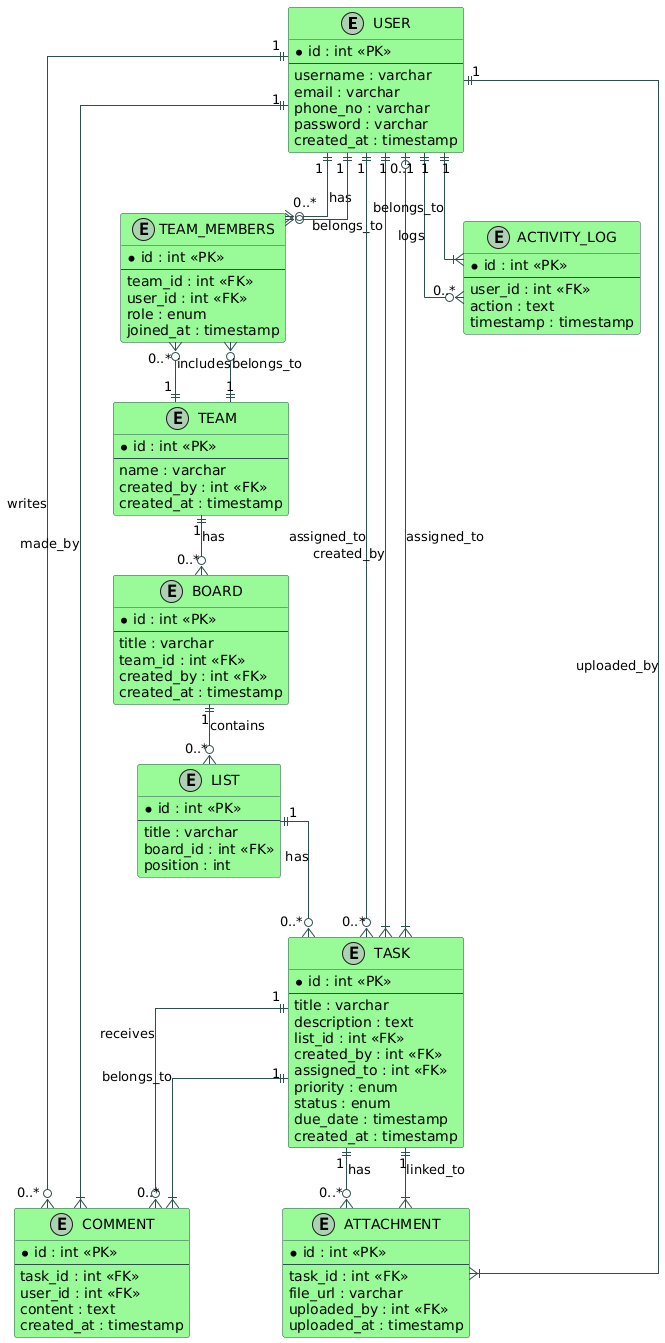 E USER
* id : int «PK»
username : varchar
email : varchar
phone_no : varchar
password : varchar
created_at : timestamp
1
1
1
1
1
1
1
0..1
1
1
has
0..*
belongs_to
belongs_to
logs
0..*
E TEAM_MEMBERS
* id : int «PK»
team_id : int «FK»
user_id : int «FK»
role : enum
joined_at : timestamp
E ACTIVITY_LOG
* id : int «PK»
user_id : int «FK»
action : text
timestamp : timestamp
0..*
includes
belongs_to
1
1
E TEAM
* id : int «PK»
name : varchar
created_by : int «FK»
created_at : timestamp
writes
made_by
assigned_to
created_by
assigned_to
uploaded_by
1
has
0..*
E BOARD
* id : int «PK»
title : varchar
team_id : int «FK»
created_by : int «FK»
created_at : timestamp
1
contains
0..*
E LIST
* id : int «PK»
title : varchar
board_id : int «FK»
position : int
1
has
0..*
0..*
E TASK
* id : int «PK»
title : varchar
description : text
list_id : int «FK»
created_by : int «FK»
assigned_to : int «FK»
priority : enum
status : enum
due_date : timestamp
created_at : timestamp
1
receives
1
belongs_to
1
has
1
linked_to
0..*
0..*
0..*
E COMMENT
* id : int «PK»
task_id : int «FK»
user_id : int «FK»
content : text
created_at : timestamp
E ATTACHMENT
* id : int «PK»
task_id : int «FK»
file_url : varchar
uploaded_by : int «FK»
uploaded_at : timestamp